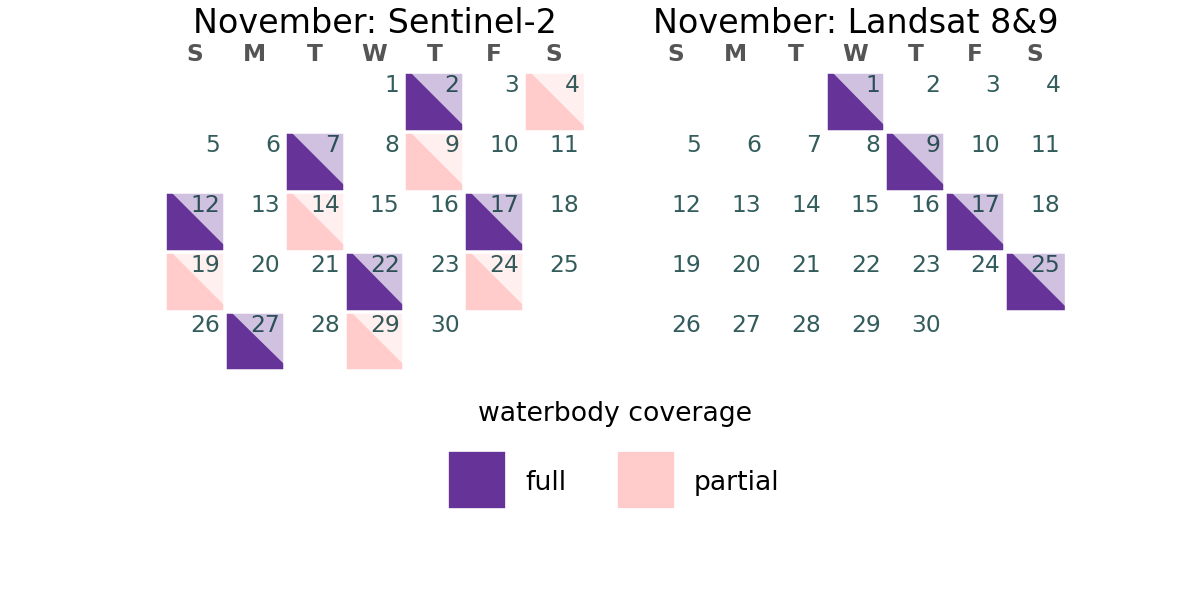 November: Sentinel-2
S M T W T F S
1 2 3 4
5 6 7 8 9 10 11
12 13 14 15 16 17 18
19 20 21 22 23 24 25
26 27 28 29 30
November: Landsat 8&9
S M T W T F S
1 2 3 4
5 6 7 8 9 10 11
12 13 14 15 16 17 18
19 20 21 22 23 24 25
26 27 28 29 30
waterbody coverage
full
partial